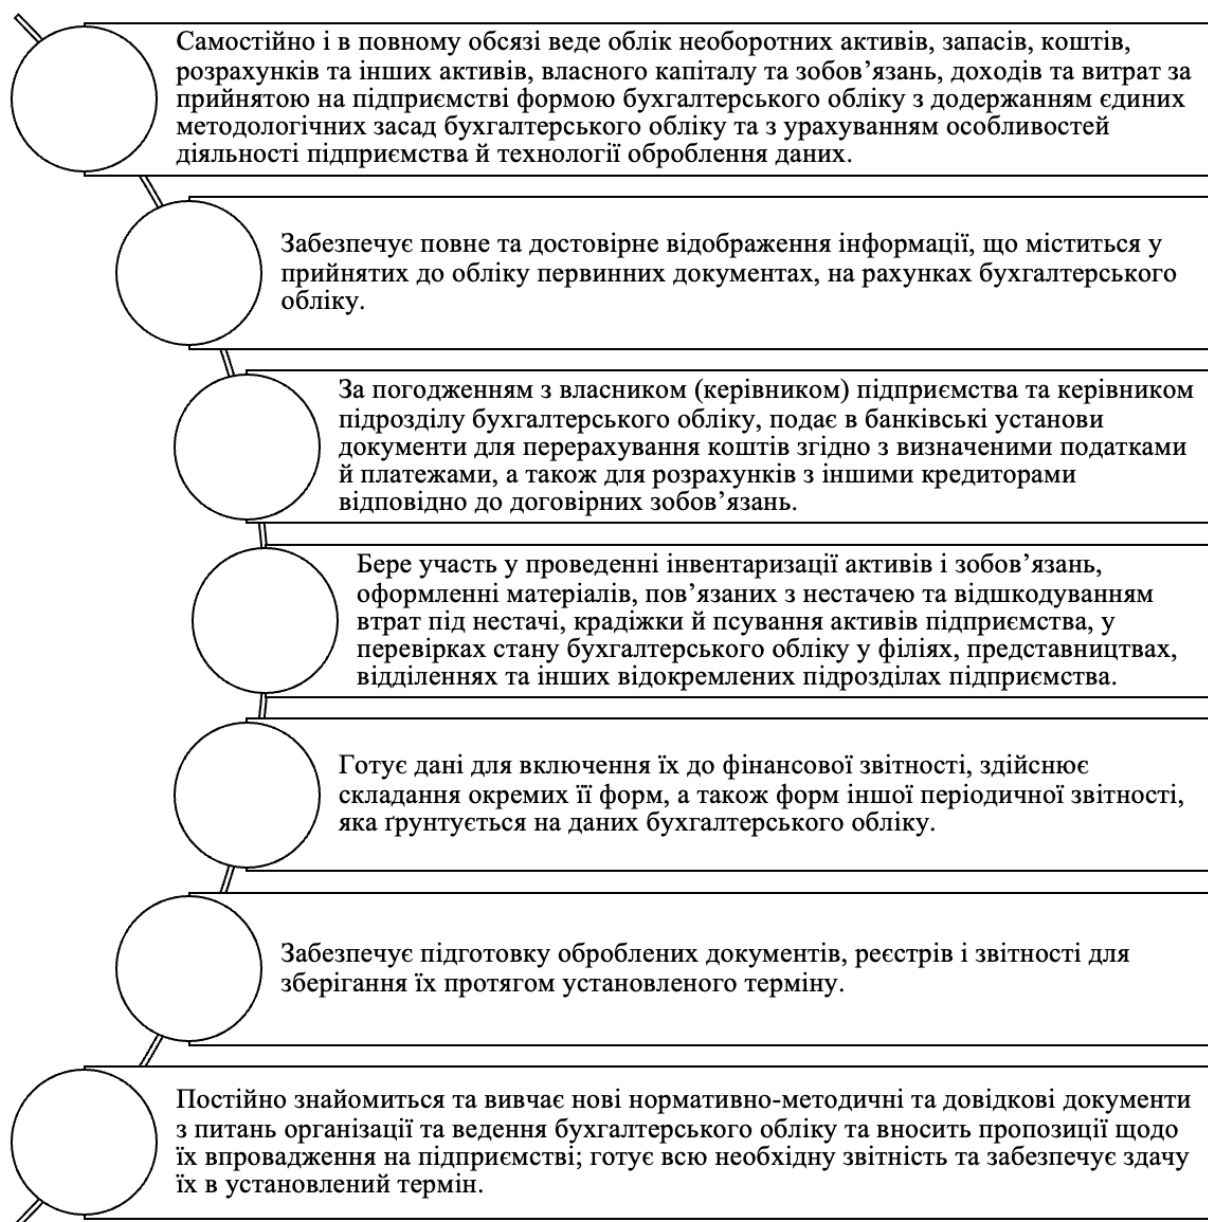 Самостійно і в повному обсязі веде облік необоротних активів, запасів, коштів,
розрахунків та інших активів, власного капіталу та зобов’язань, доходів та витрат за
прийнятою на підприємстві формою бухгалтерського обліку з додержанням єдиних
методологічних засад бухгалтерського обліку та з урахуванням особливостей
діяльності підприємства й технології оброблення даних.
Забезпечує повне та достовірне відображення інформації, що міститься у
прийнятих до обліку первинних документах, на рахунках бухгалтерського
обліку.
За погодженням з власником (керівником) підприємства та керівником
підрозділу бухгалтерського обліку, подає в банківські установи
документи для перерахування коштів згідно з визначеними податками
й платежами, а також для розрахунків з іншими кредиторами
відповідно до договірних зобов’язань.
Бере участь у проведенні інвентаризації активів і зобов’язань,
оформленні матеріалів, пов’язаних з нестачею та відшкодуванням
втрат під нестачі, крадіжки й псування активів підприємства, у
перевірках стану бухгалтерського обліку у філіях, представництвах,
відділеннях та інших відокремлених підрозділах підприємства.
Готує дані для включення їх до фінансової звітності, здійснює
складання окремих її форм, а також форм іншої періодичної звітності,
яка ґрунтується на даних бухгалтерського обліку.
Забезпечує підготовку оброблених документів, реєстрів і звітності для
зберігання їх протягом установленого терміну.
Постійно знайомиться та вивчає нові нормативно-методичні та довідкові документи
з питань організації та ведення бухгалтерського обліку та вносить пропозиції щодо
їх впровадження на підприємстві; готує всю необхідну звітність та забезпечує здачу
їх в установлений термін.